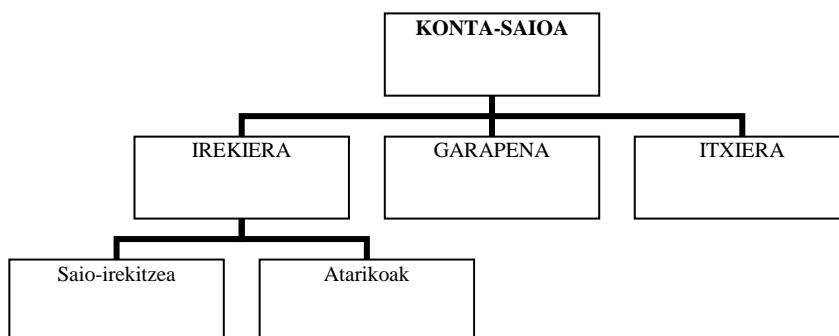 KONTA-SAIOA
IREKIERA
GARAPENA
ITXIERA
Saio-irekitzea
Atarikoak